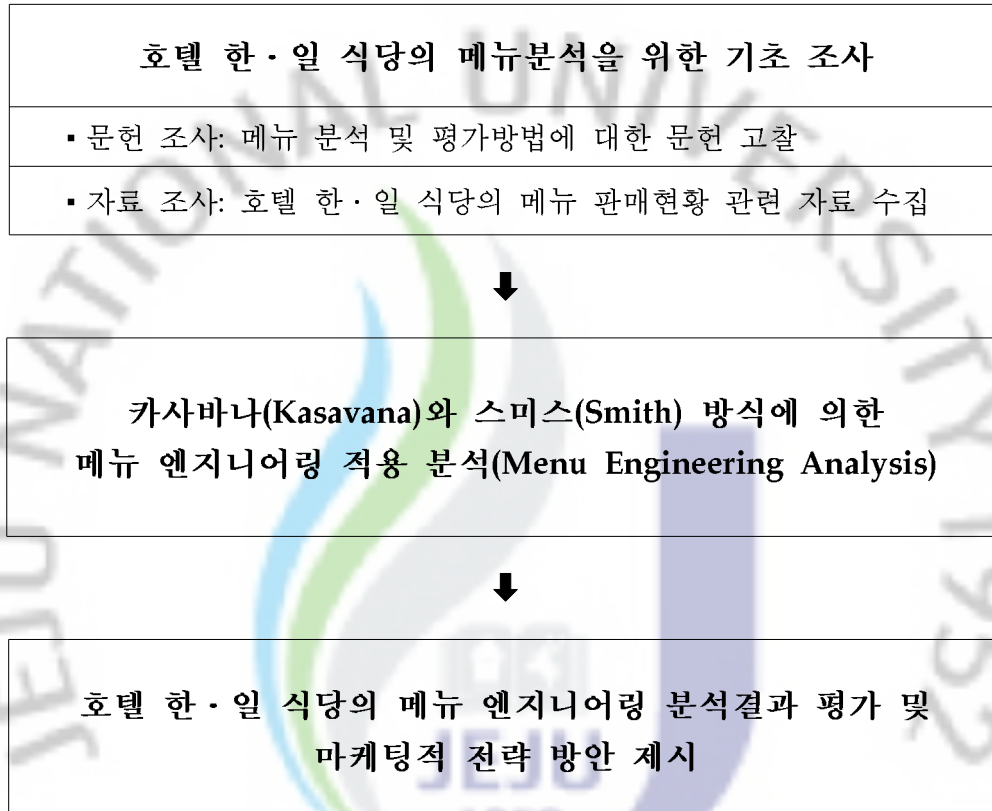 호텔 한·일 식당의 메뉴분석을 위한 기초 조사
▪ 문헌 조사: 메뉴 분석 및 평가방법에 대한 문헌 고찰
▪ 자료 조사: 호텔 한·일 식당의 메뉴 판매현황 관련 자료 수집
카사바나(Kasavana)와 스미스(Smith) 방식에 의한
메뉴 엔지니어링 적용 분석(Menu Engineering Analysis)
호텔 한·일 식당의 메뉴 엔지니어링 분석결과 평가 및
마케팅적 전략 방안 제시
JEJU NATIONAL UNIVERSITY 1952
JEJU